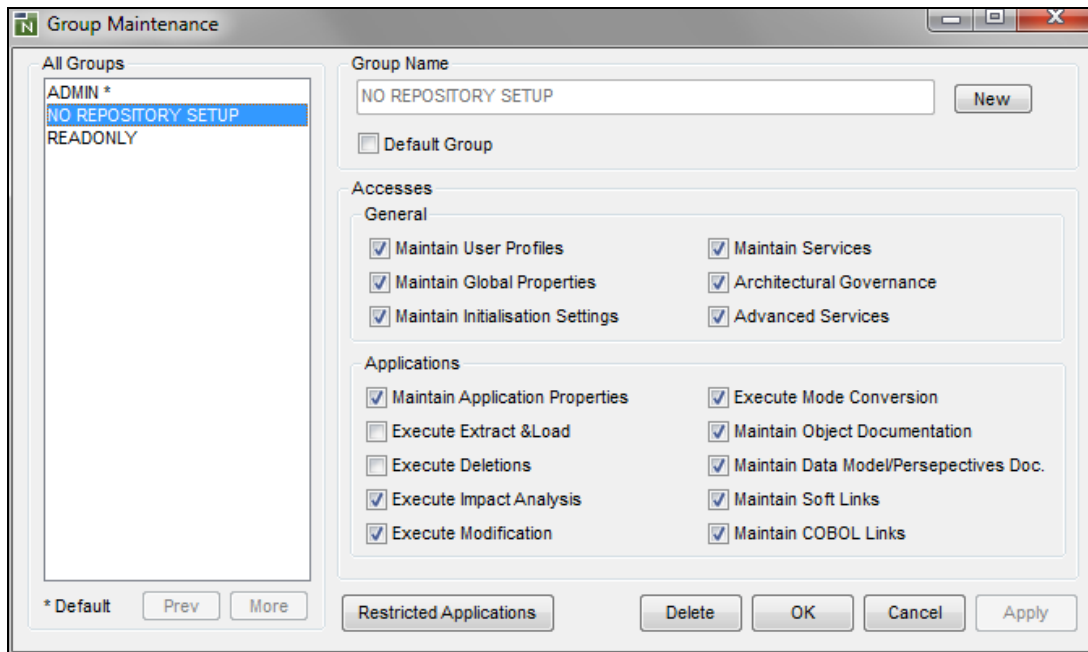 Group Maintenance
All Groups
ADMIN *
NO REPOSITORY SETUP
READONLY
* Default
Prev
More
Group Name
NO REPOSITORY SETUP
New
Default Group
Accesses
General
Maintain User Profiles
Maintain Services
Maintain Global Properties
Architectural Governance
Maintain Initialisation Settings
Advanced Services
Applications
Maintain Application Properties
Execute Mode Conversion
Execute Extract &Load
Maintain Object Documentation
Execute Deletions
Maintain Data Model/Persepectives Doc.
Execute Impact Analysis
Maintain Soft Links
Execute Modification
Maintain COBOL Links
Restricted Applications
Delete
OK
Cancel
Apply